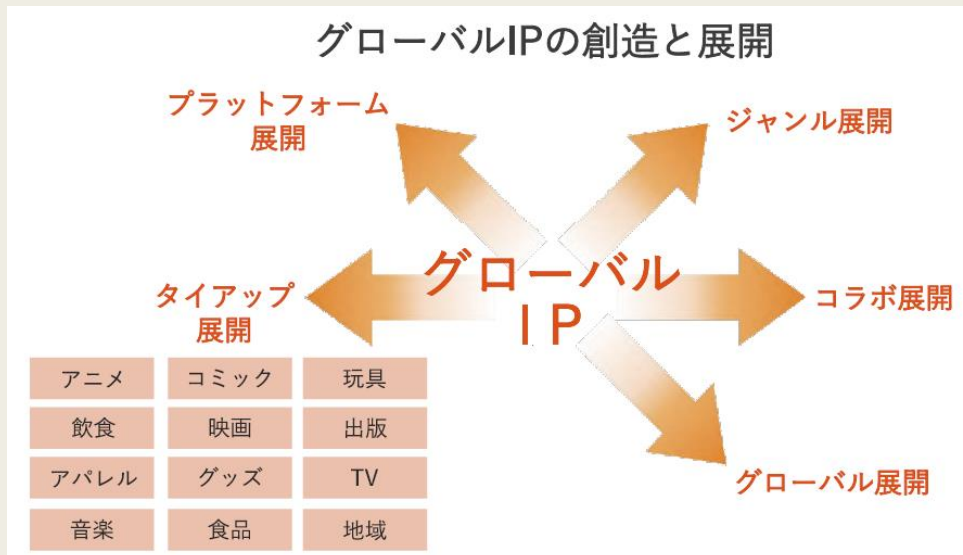 グローバルIPの創造と展開
プラットフォーム
展開
ジャンル展開
グローバル
IP
タイアップ
展開
コラボ展開
グローバル展開
アニメ
コミック
玩具
飲食
映画
出版
アパレル
グッズ
TV
音楽
食品
地域